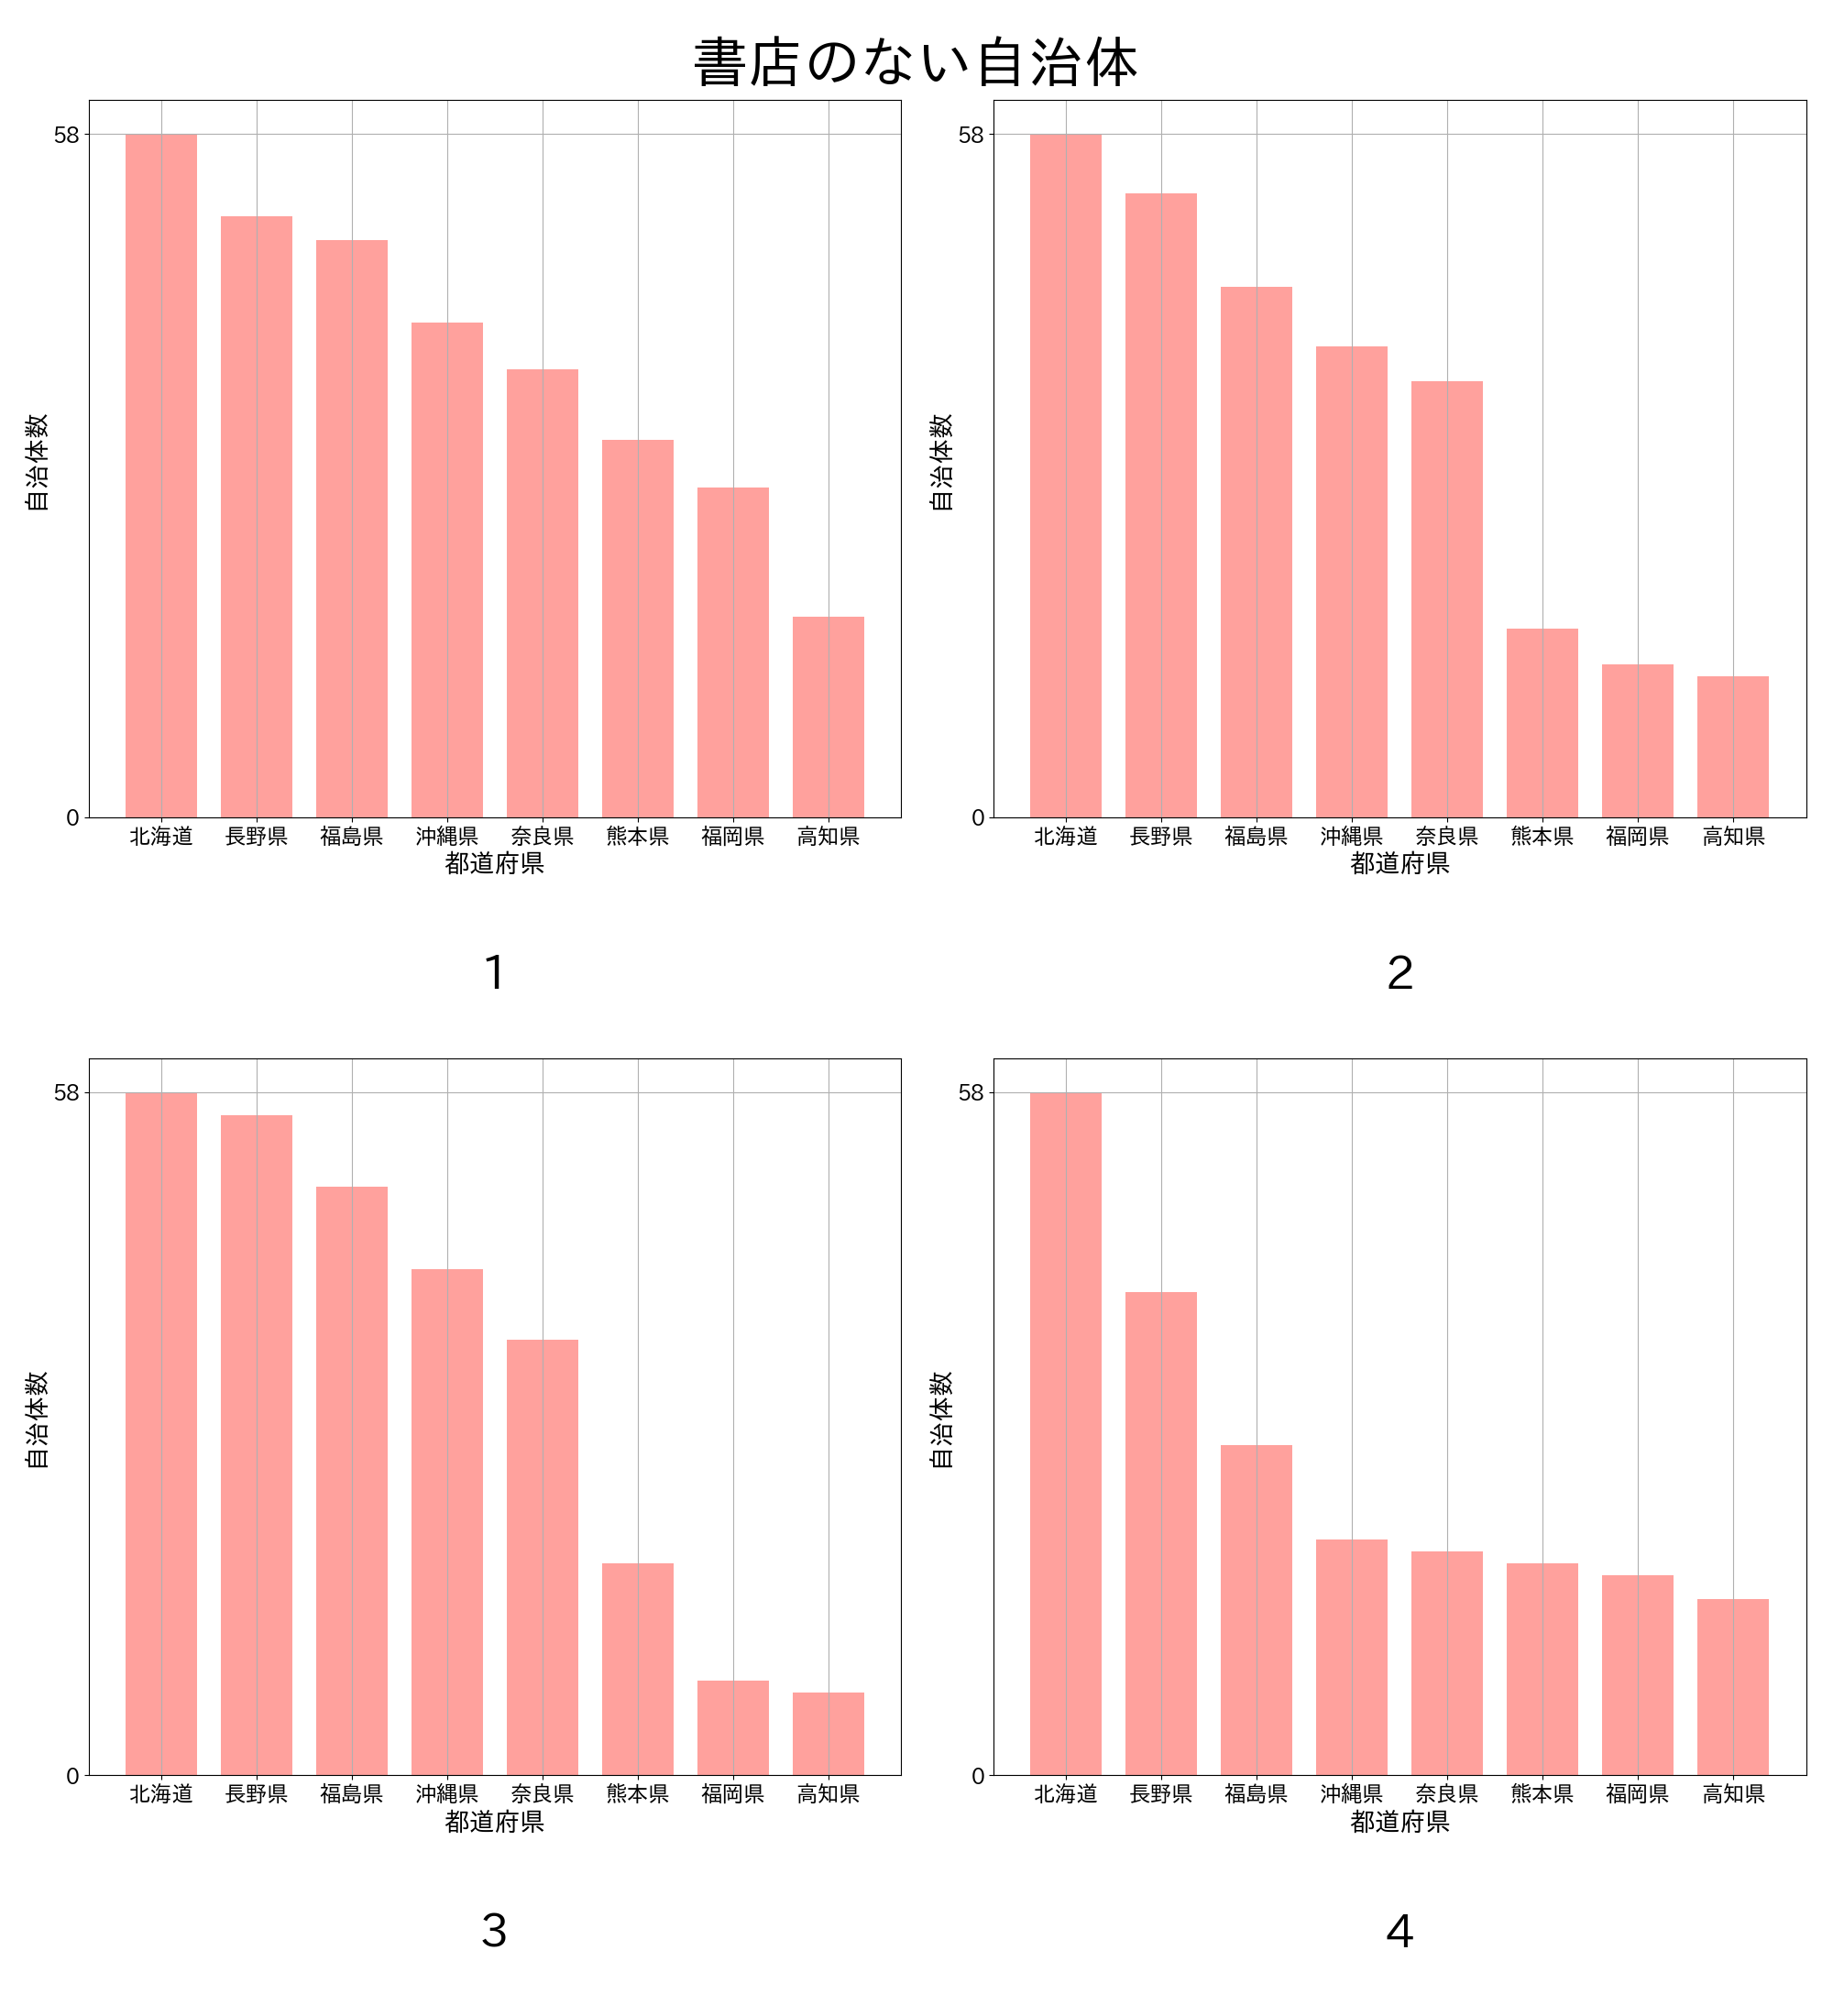 書店のない自治体
58
0
自治体数
北海道 長野県 福島県 沖縄県 奈良県 熊本県 福岡県 高知県
都道府県
1
58
0
自治体数
北海道 長野県 福島県 沖縄県 奈良県 熊本県 福岡県 高知県
都道府県
2
58
0
自治体数
北海道 長野県 福島県 沖縄県 奈良県 熊本県 福岡県 高知県
都道府県
3
58
0
自治体数
北海道 長野県 福島県 沖縄県 奈良県 熊本県 福岡県 高知県
都道府県
4